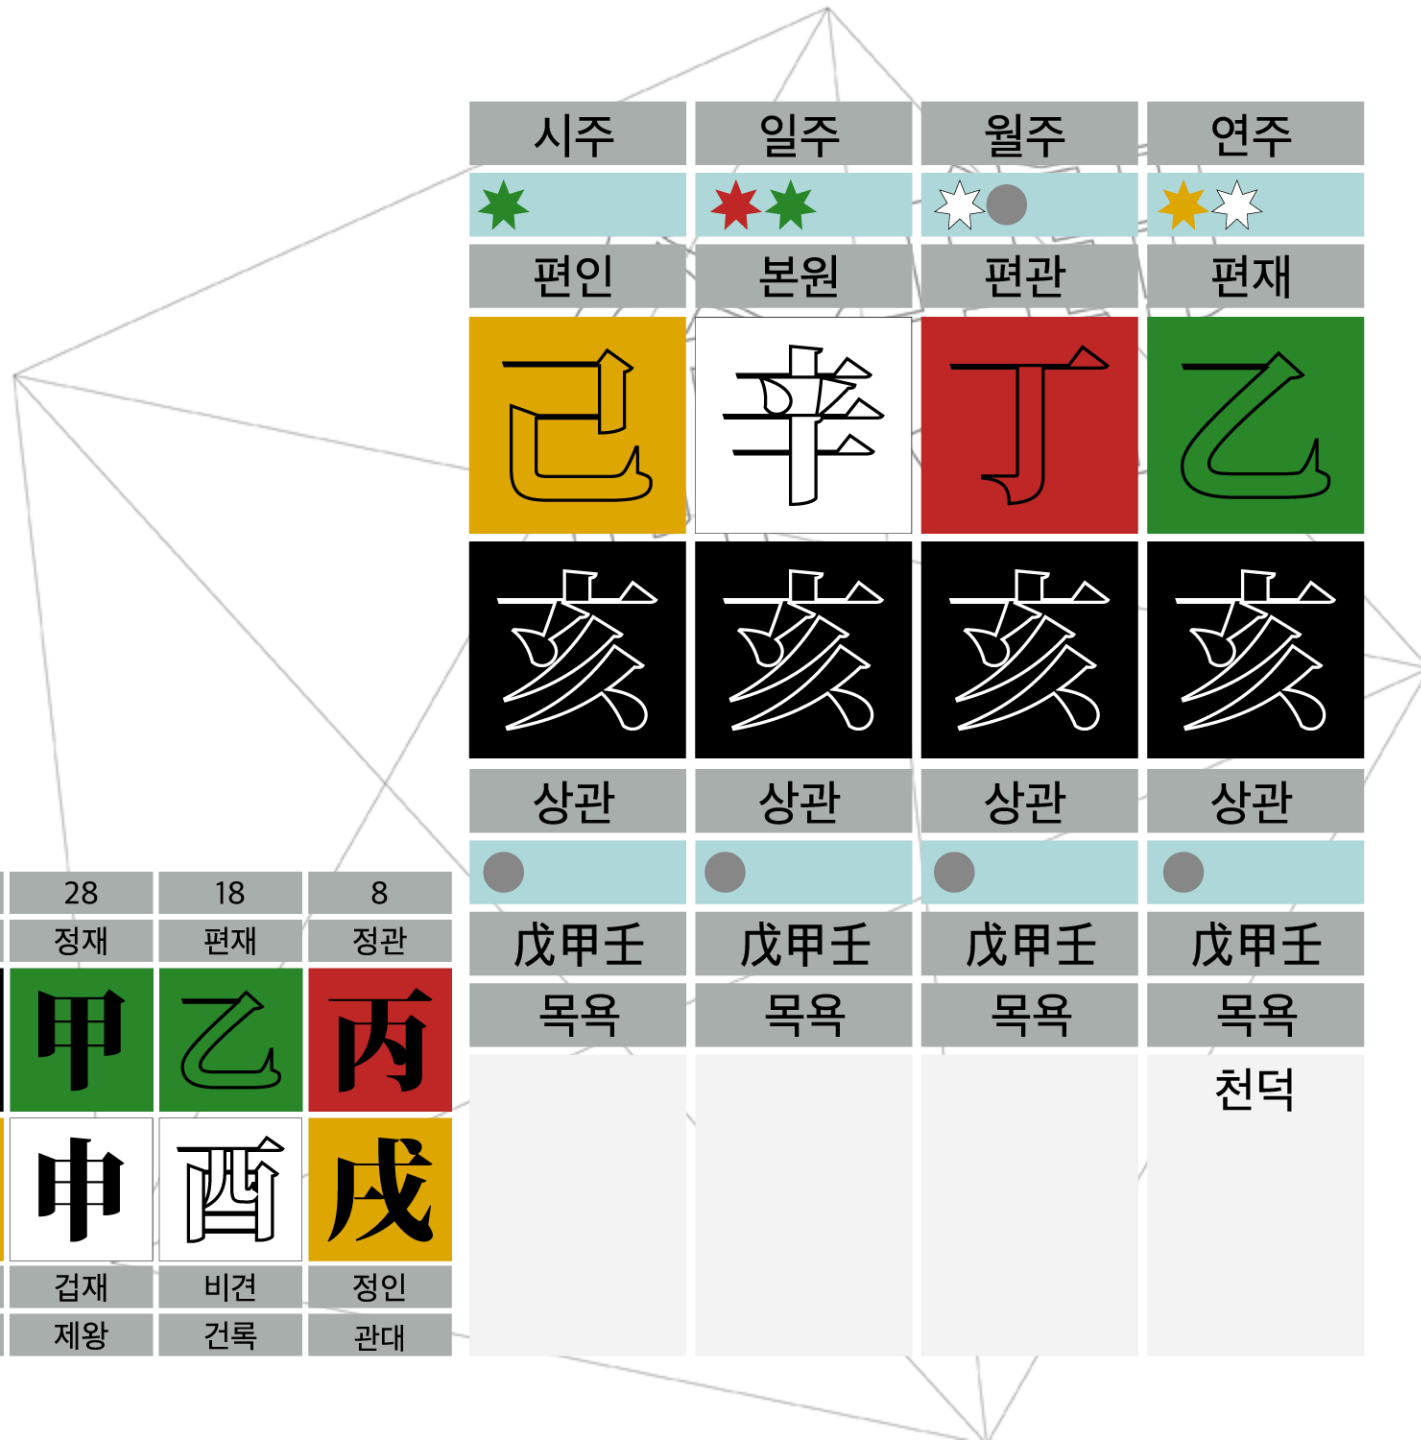 시주 일주 월주 연주
편인 본원 편관 편재
己 辛 丁 乙
亥 亥 亥 亥
상관 상관 상관 상관
戊甲壬 戊甲壬 戊甲壬 戊甲壬
목욕 목욕 목욕 목욕
천덕
28 18 8
정재 편재 정관
甲 乙 丙
申 酉 戌
겁재 비견 정인
제왕 건록 관대